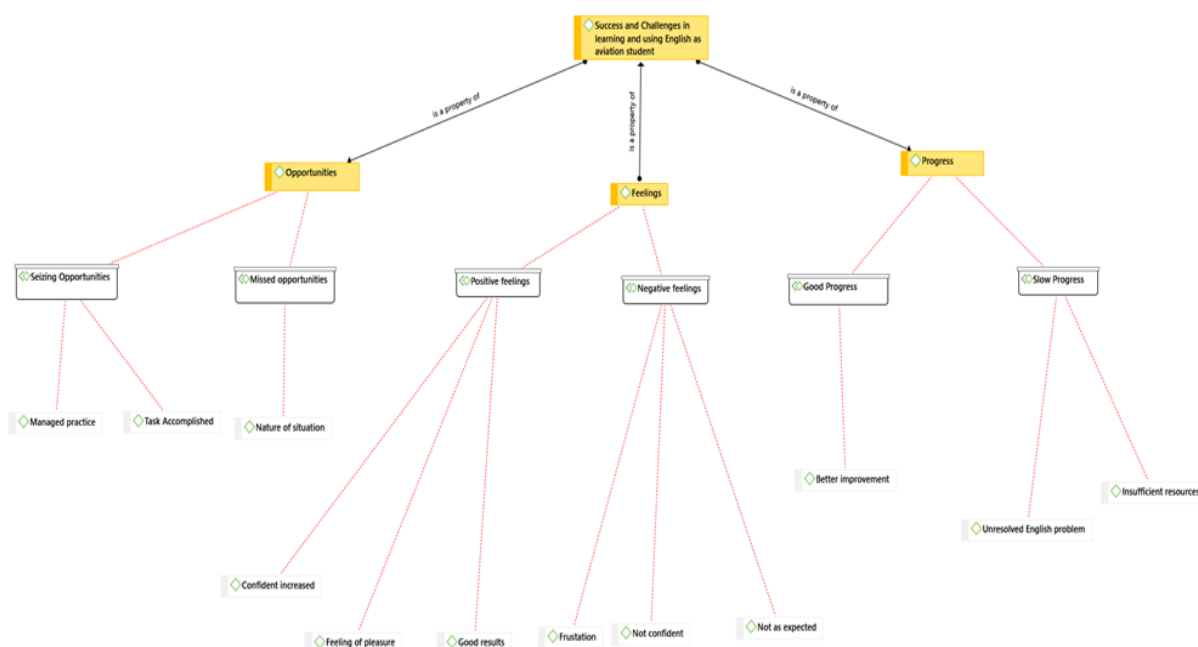 Success and Challenges in
learning and using English as
aviation student
is a property of
is a property of
is a property of
Opportunities
Feelings
Progress
Seizing Opportunities
Missed opportunities
Positive feelings
Negative feelings
Good Progress
Slow Progress
Managed practice
Task Accomplished
Nature of situation
Better improvement
Insufficient resources
Unresolved English problem
Confident increased
Feeling of pleasure
Good results
Frustation
Not confident
Not as expected